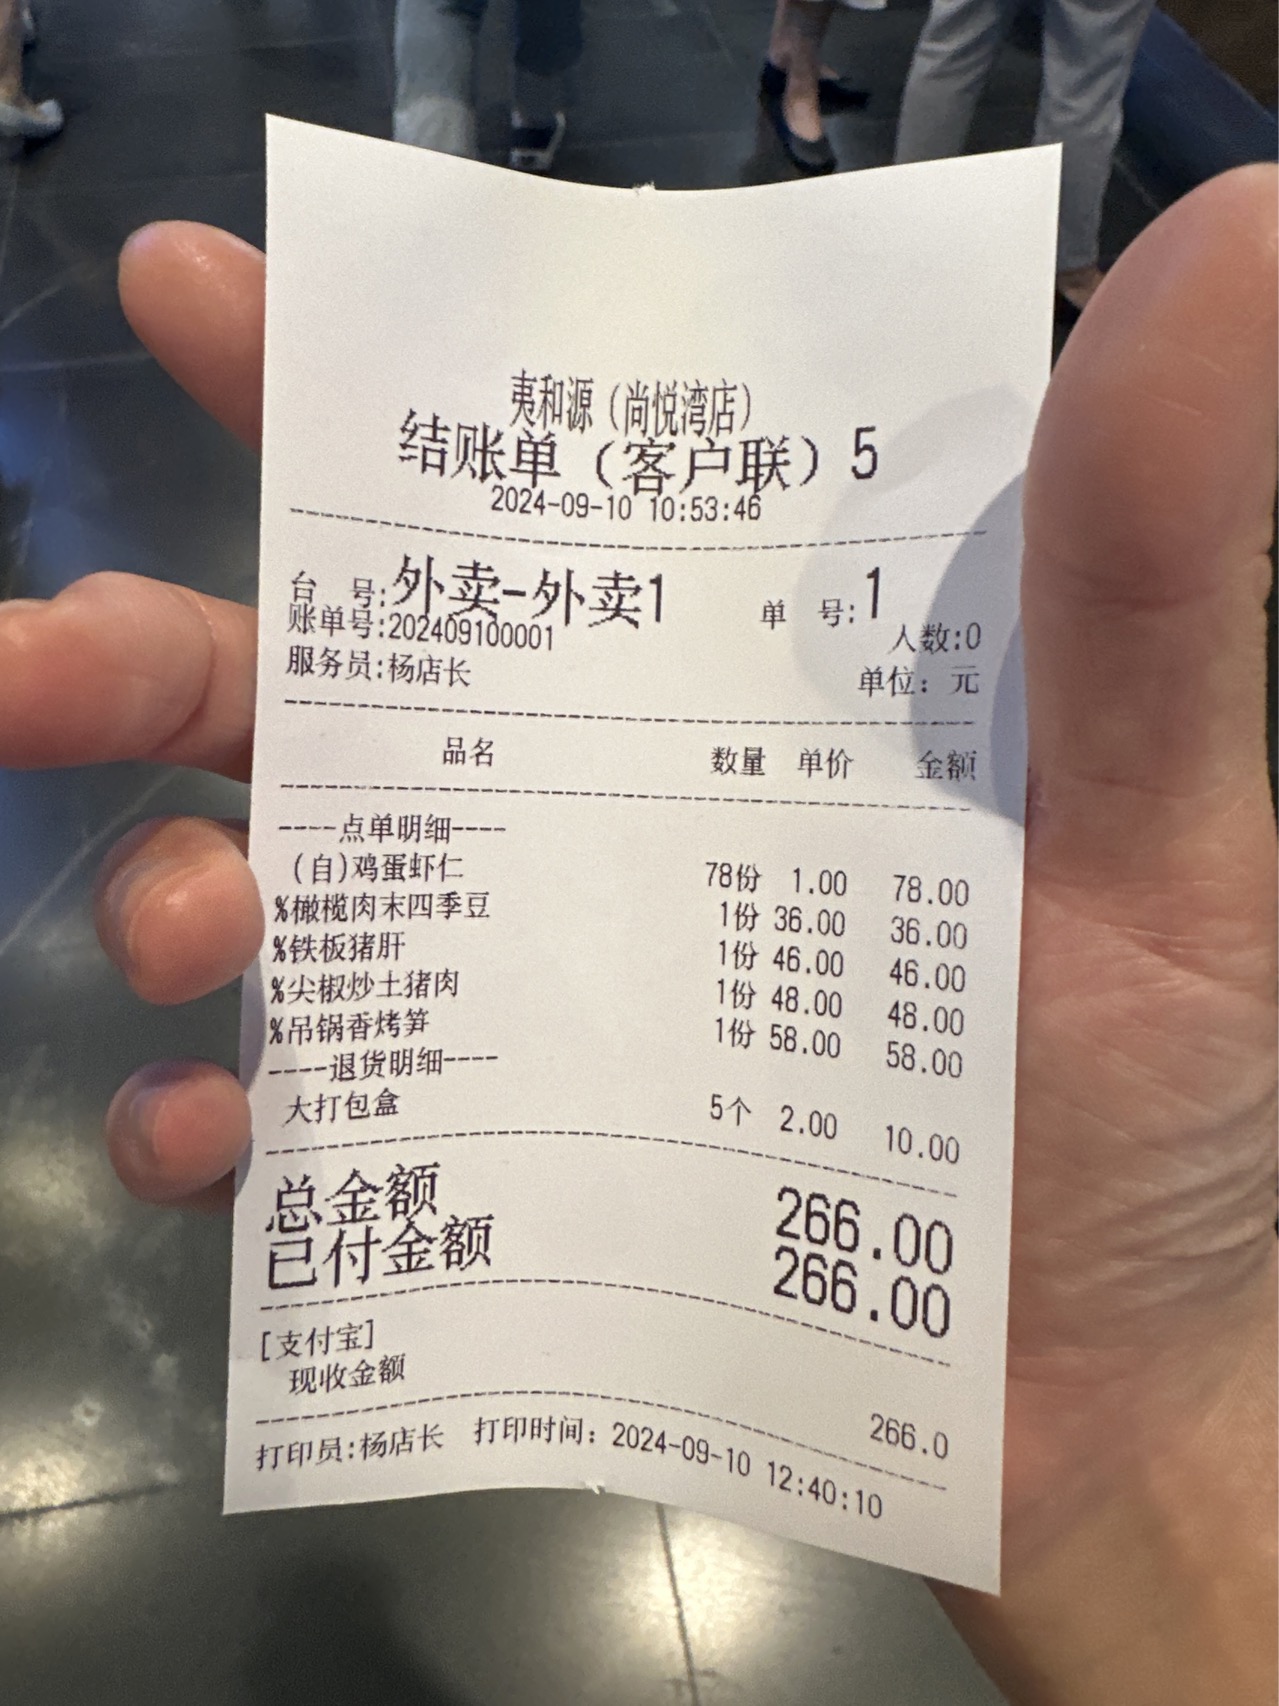 夷和源（尚悦湾店）
结账单（客户联）5
2024-09-10 10:53:46
台 号:外卖-外卖1 单 号:1
账单号:202409100001 人数:0
服务员:杨店长 单位：元
品名 数量 单价 金额
----点单明细----
(自)鸡蛋虾仁 78份 1.00 78.00
%橄榄肉末四季豆 1份 36.00 36.00
%铁板猪肝 1份 46.00 46.00
%尖椒炒土猪肉 1份 48.00 48.00
%吊锅香烤笋 1份 58.00 58.00
----退货明细----
大打包盒 5个 2.00 10.00
总金额 266.00
已付金额 266.00
[支付宝]
现收金额 266.0
打印员:杨店长 打印时间：2024-09-10 12:40:10